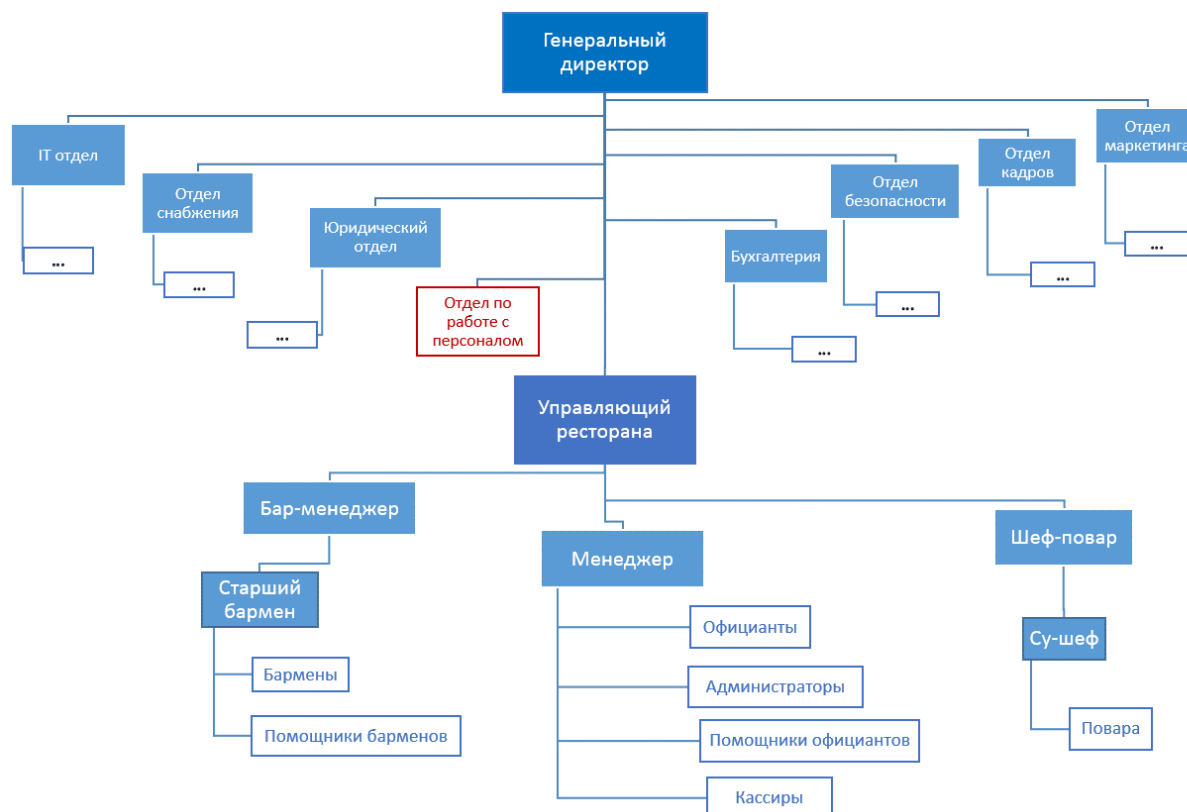 Генеральный
директор
IT отдел
Отдел
снабжения
Юридический
отдел
Отдел по
работе с
персоналом
Бухгалтерия
Отдел
безопасности
Отдел
кадров
Отдел
маркетинга
...
...
...
...
...
...
...
Управляющий
ресторана
Бар-менеджер
Старший
бармен
Бармены
Помощники барменов
Менеджер
Официанты
Администраторы
Помощники официантов
Кассиры
Шеф-повар
Су-шеф
Повара